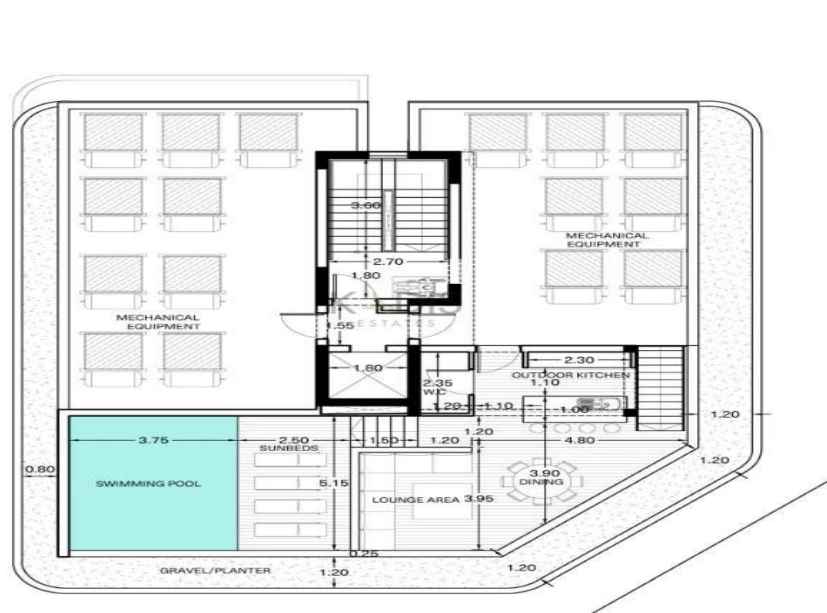 3.60
2.70
1.80
MECHANICAL
EQUIPMENT
MECHANICAL
EQUIPMENT
ESTATES
1.55
1.80
2.35
W.C
2.30
OUTDOOR KITCHEN
1.10
1.20
1.10
1.00
1.20
3.75
2.50
1.50
1.20
1.20
4.80
SUNBEDS
0.80
SWIMMING POOL
5.15
LOUNGE AREA
3.95
3.90
DINING
1.20
0.25
GRAVEL/PLANTER
1.20
1.20